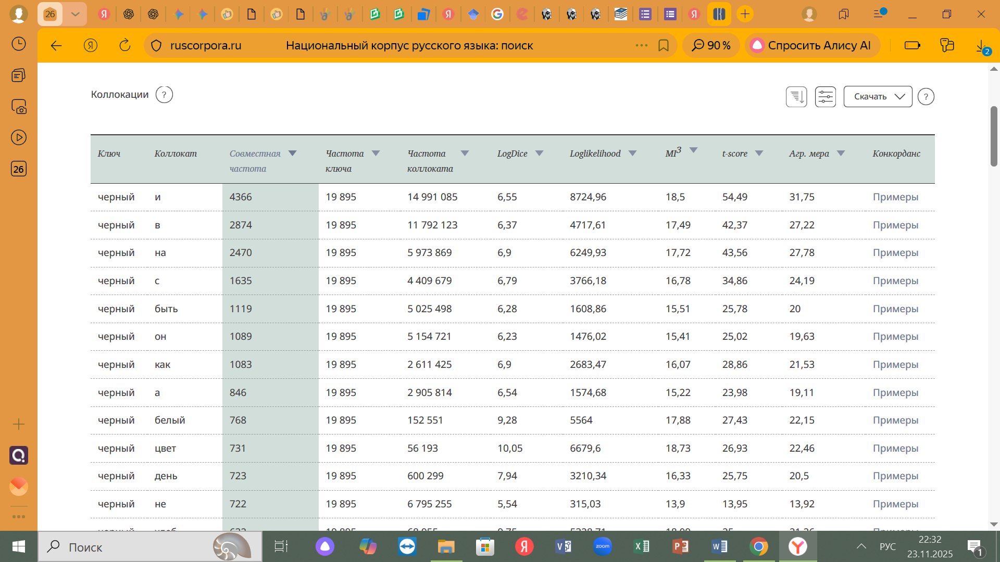 26
ruscorpora.ru
Национальный корпус русского языка: поиск
90 %
Спросить Алису AI
2
26
Коллокации ?
Скачать ?
Ключ Коллокат Совместная частота Частота ключа Частота коллоката LogDice Loglikelihood MI3 t-score Агр. мера Конкорданс
черный и 4366 19 895 14 991 085 6,55 8724,96 18,5 54,49 31,75 Примеры
черный в 2874 19 895 11 792 123 6,37 4717,61 17,49 42,37 27,22 Примеры
черный на 2470 19 895 5 973 869 6,9 6249,93 17,72 43,56 27,78 Примеры
черный с 1635 19 895 4 409 679 6,79 3766,18 16,78 34,86 24,19 Примеры
черный быть 1119 19 895 5 025 498 6,28 1608,86 15,51 25,78 20 Примеры
черный он 1089 19 895 5 154 721 6,23 1476,02 15,41 25,02 19,63 Примеры
черный как 1083 19 895 2 611 425 6,9 2683,47 16,07 28,86 21,53 Примеры
черный а 846 19 895 2 905 814 6,54 1574,68 15,22 23,98 19,11 Примеры
черный белый 768 19 895 152 551 9,28 5564 17,88 27,43 22,15 Примеры
черный цвет 731 19 895 56 193 10,05 6679,6 18,73 26,93 22,46 Примеры
черный день 723 19 895 600 299 7,94 3210,34 16,33 25,75 20,5 Примеры
черный не 722 19 895 6 795 255 5,54 315,03 13,9 13,95 13,92 Примеры
Поиск
zoom
РУС
22:32
23.11.2025
1